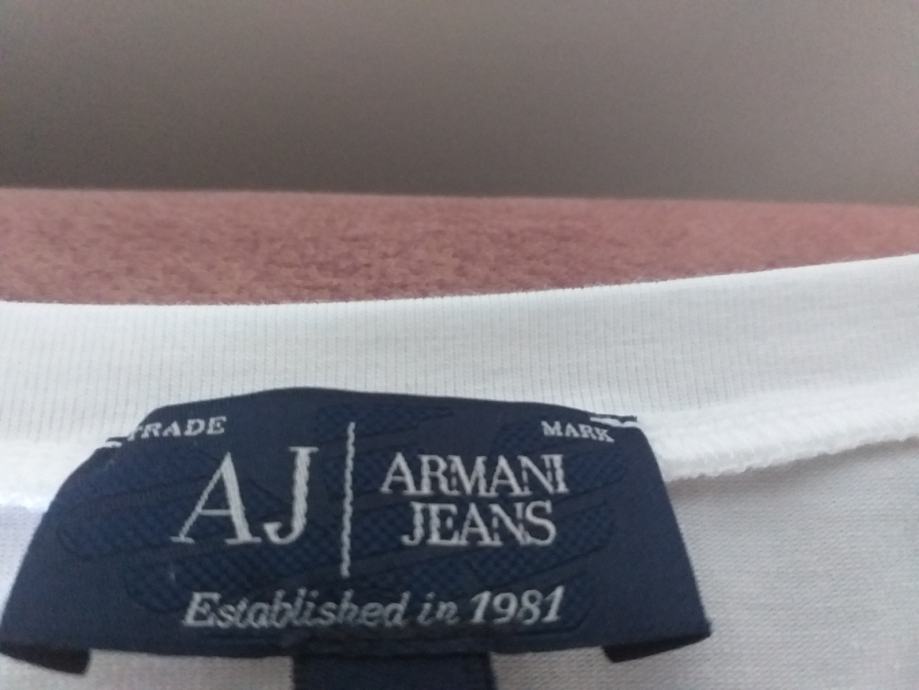 TRADE MARK
AJ ARMANI
JEANS
Established in 1981